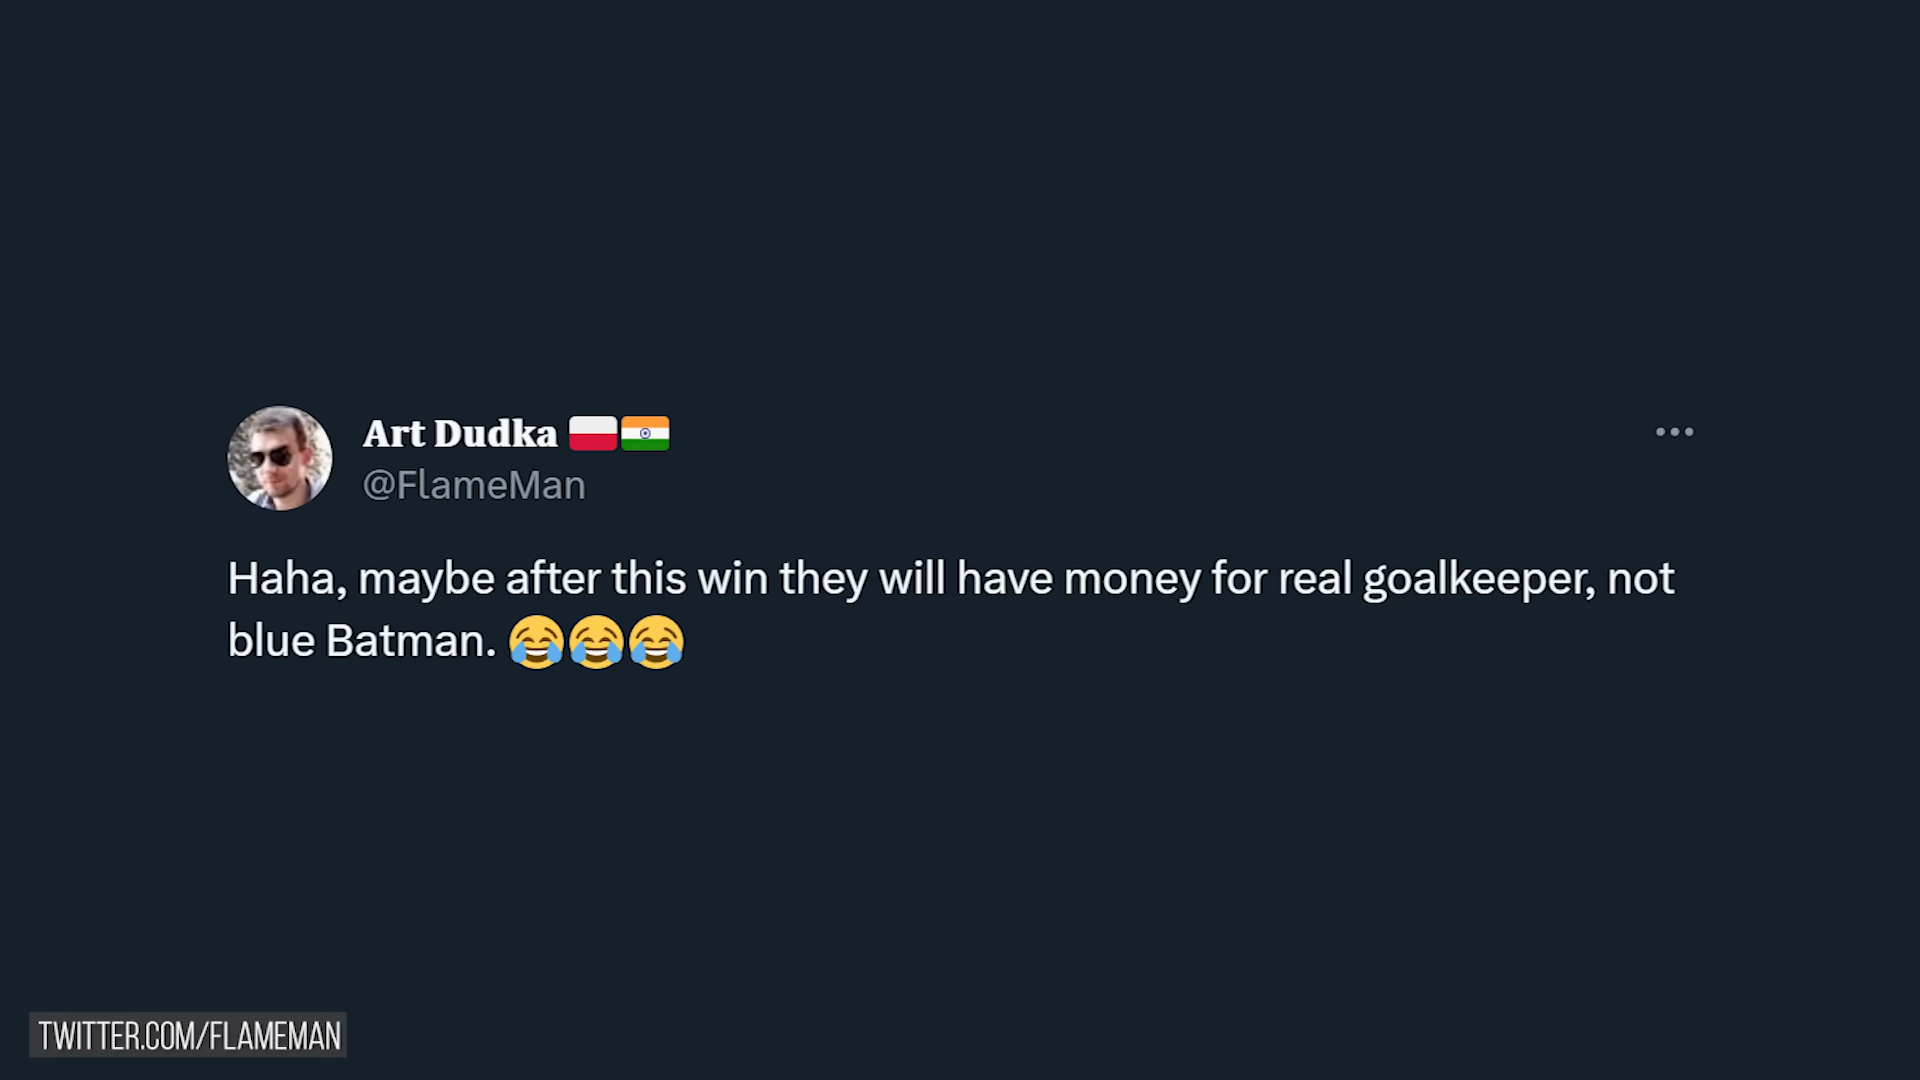 Art Dudka 🇵🇱🇮🇳
@FlameMan
Haha, maybe after this win they will have money for real goalkeeper, not
blue Batman. 😂😂😂
TWITTER.COM/FLAMEMAN